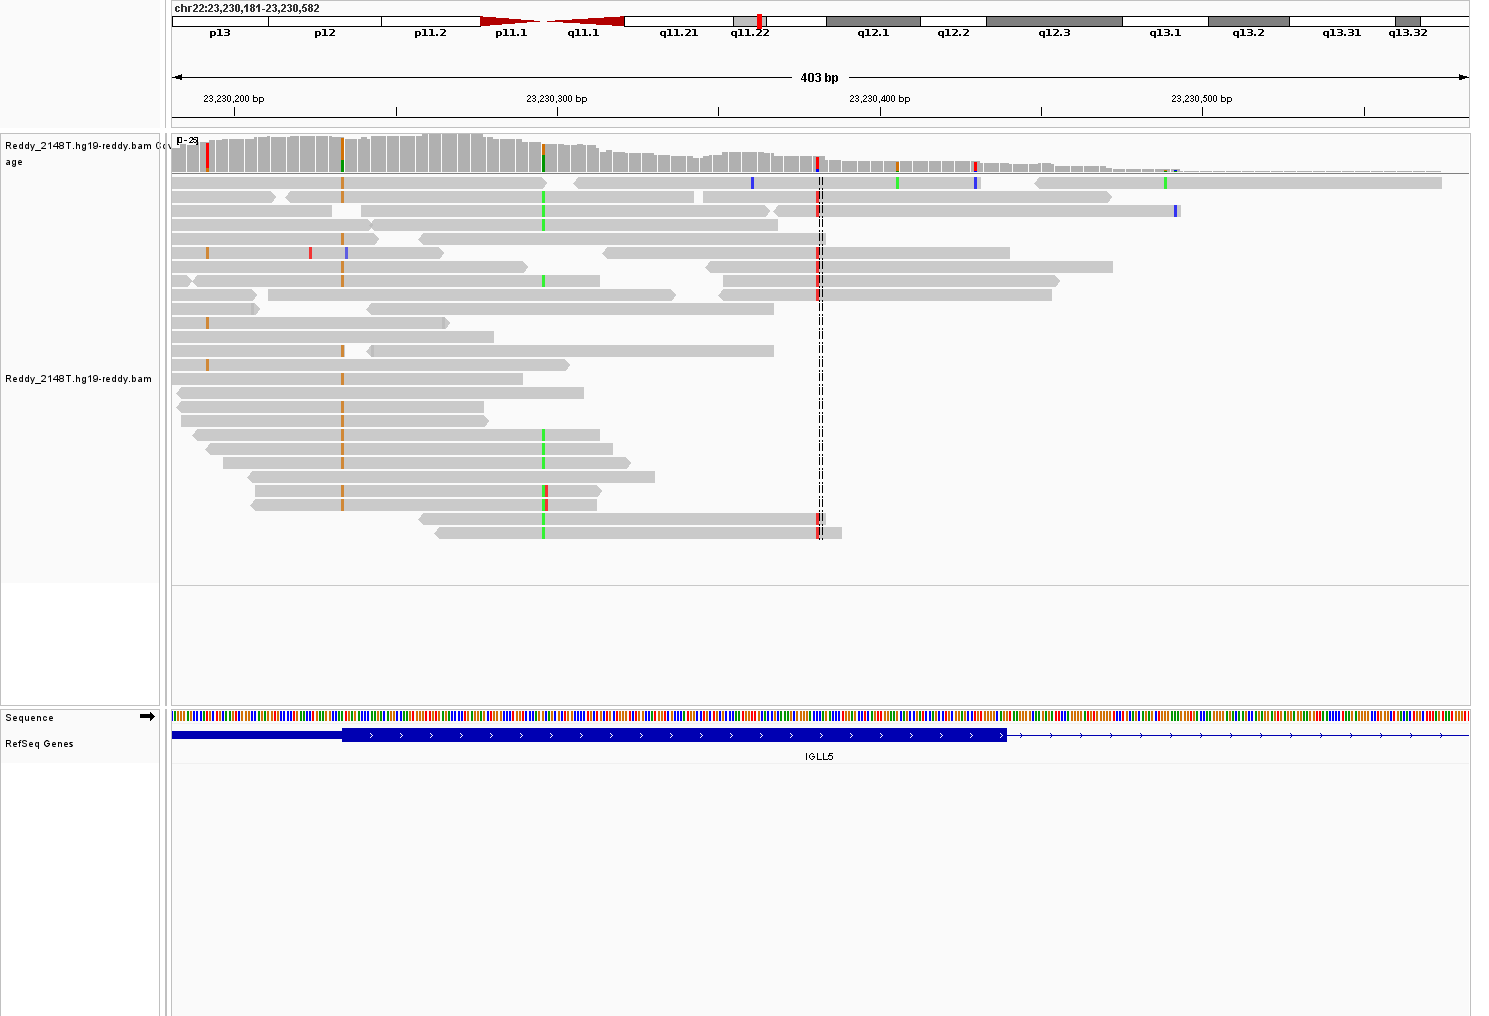 chr22:23,230,181-23,230,582
p13 p12 p11.2 p11.1 q11.1 q11.21 q11.22 q12.1 q12.2 q12.3 q13.1 q13.2 q13.31 q13.32
403 bp
23,230,200 bp 23,230,300 bp 23,230,400 bp 23,230,500 bp
Reddy_2148T.hg19-reddy.bam Cov
age
Reddy_2148T.hg19-reddy.bam
Sequence
RefSeq Genes
IGLL5